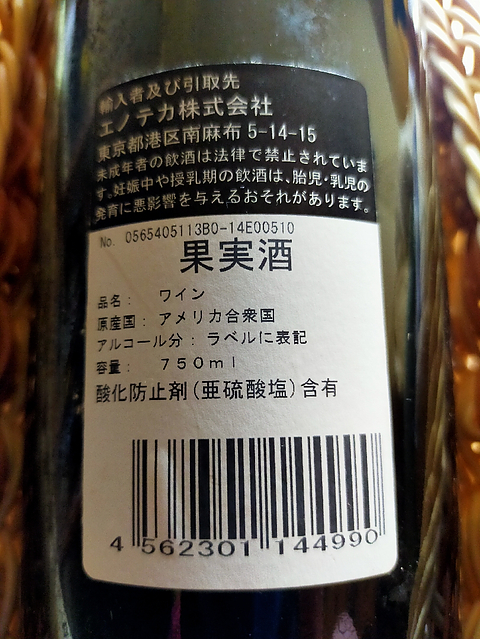 輸入者及び引取先
エノテカ株式会社
東京都港区南麻布 5-14-15
未成年者の飲酒は法律で禁止されていま
す。妊娠中や授乳期の飲酒は、胎児・乳児の
発育に悪影響を与えるおそれがあります。
No. 0565405113B0-14E00510
果実酒
品名： ワイン
原産国： アメリカ合衆国
アルコール分： ラベルに表記
容量： 750ml
酸化防止剤(亜硫酸塩)含有
4 562301 144990